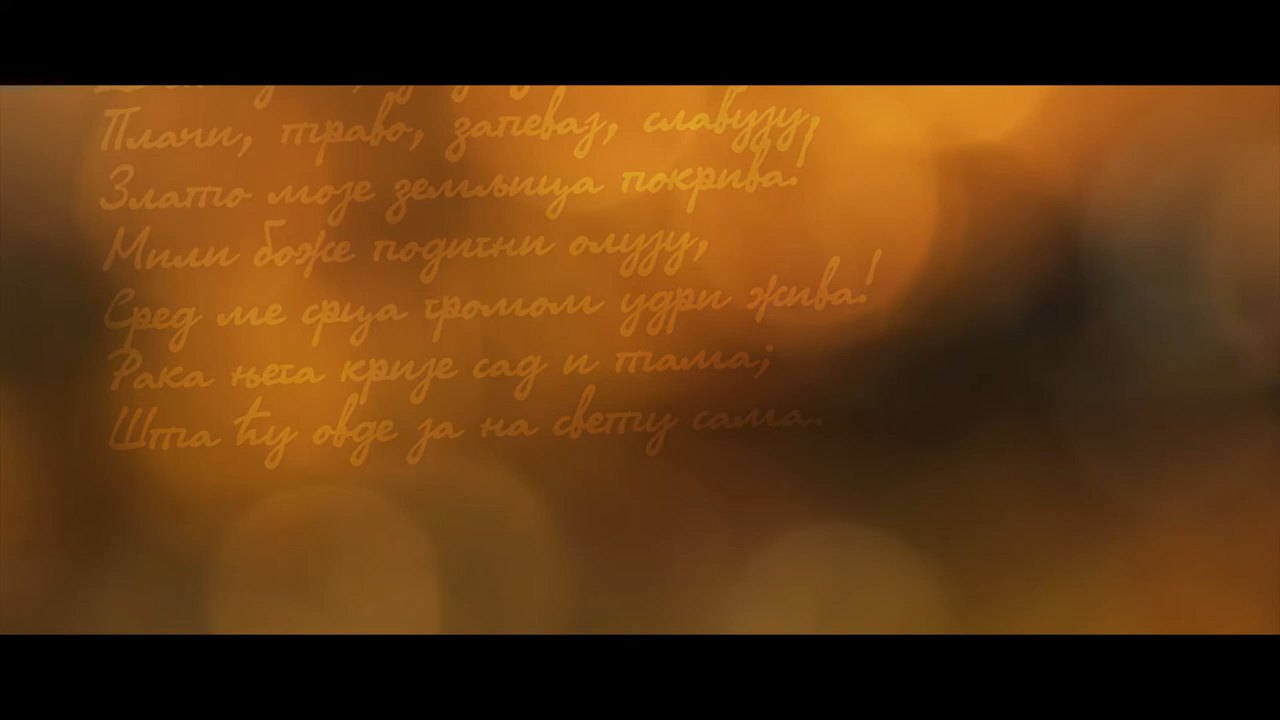 Плачи, траво, запевај, славују,
Злато моје земљица покрива!
Мили боже подигни олују,
Сред ме срца громом удри жива!
Рака њега крије сад и тама;
Шта ћу овде ја на свету сама.